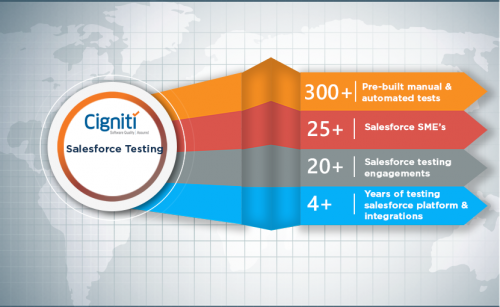 Cigniti
Software Quality | Assured
Salesforce Testing
300+
Pre-built manual &
automated tests
25+
Salesforce SME's
20+
Salesforce testing
engagements
4+
Years of testing
salesforce platform &
integrations